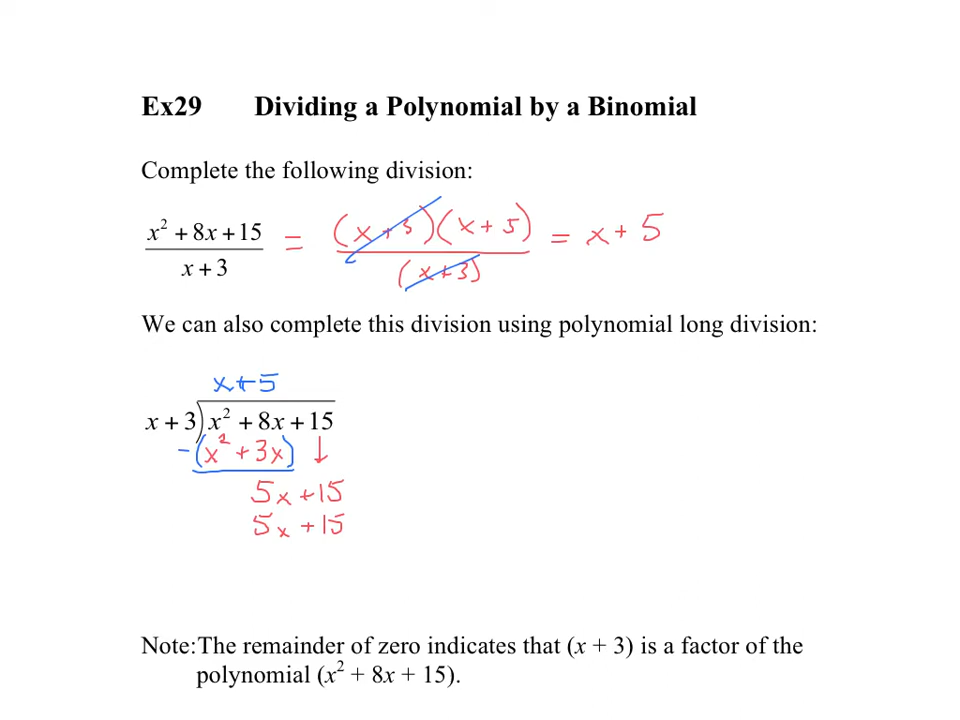 Ex29 Dividing a Polynomial by a Binomial
Complete the following division:
x² + 8x + 15 / x + 3 = (x + 3)(x + 5) / (x + 3) = x + 5
We can also complete this division using polynomial long division:
x + 5
x + 3) x² + 8x + 15
-(x² + 3x) ↓
5x + 15
5x + 15
Note:The remainder of zero indicates that (x + 3) is a factor of the
polynomial (x² + 8x + 15).